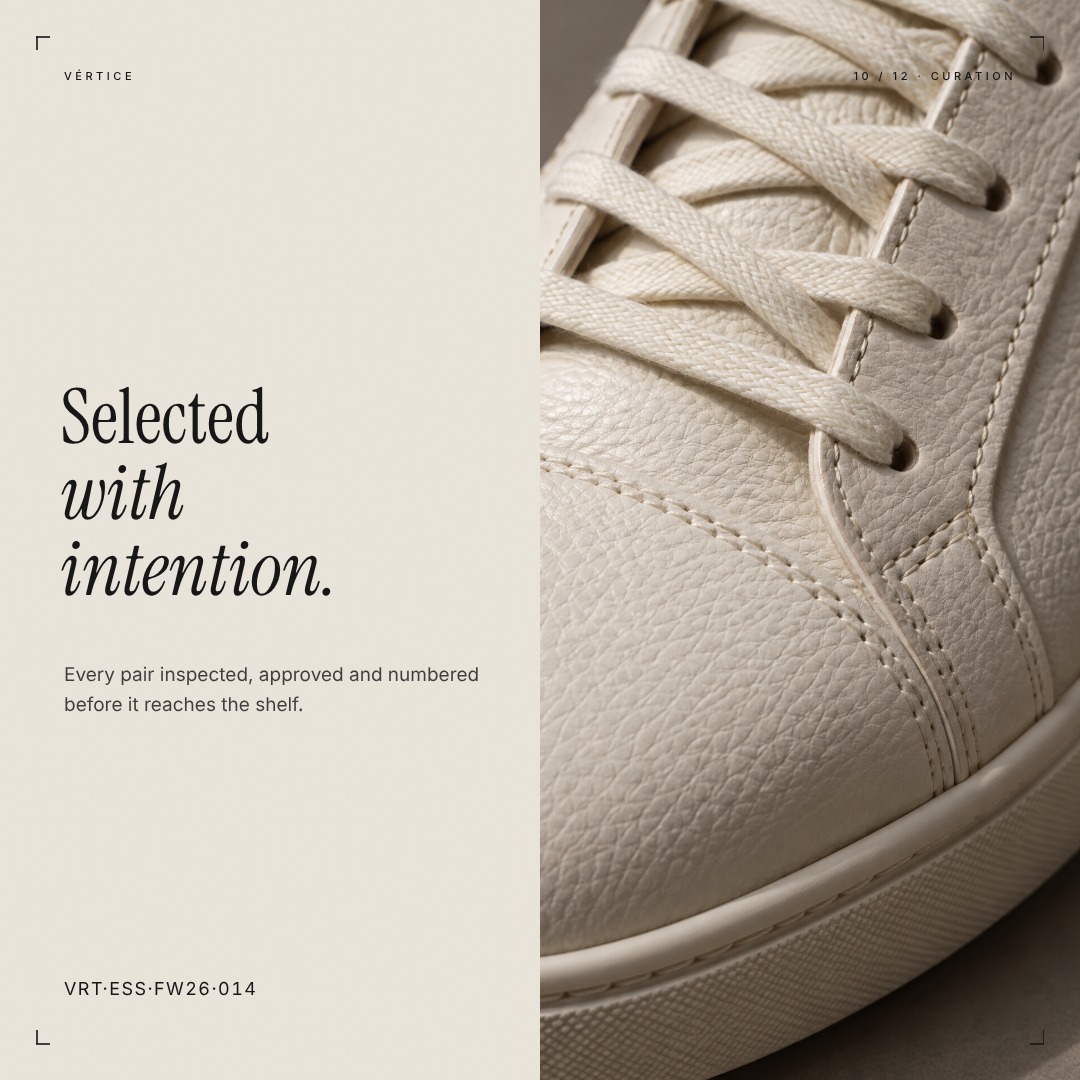 VÉRTICE
10 / 12 · CURATION
Selected
with
intention.
Every pair inspected, approved and numbered
before it reaches the shelf.
VRT·ESS·FW26·014